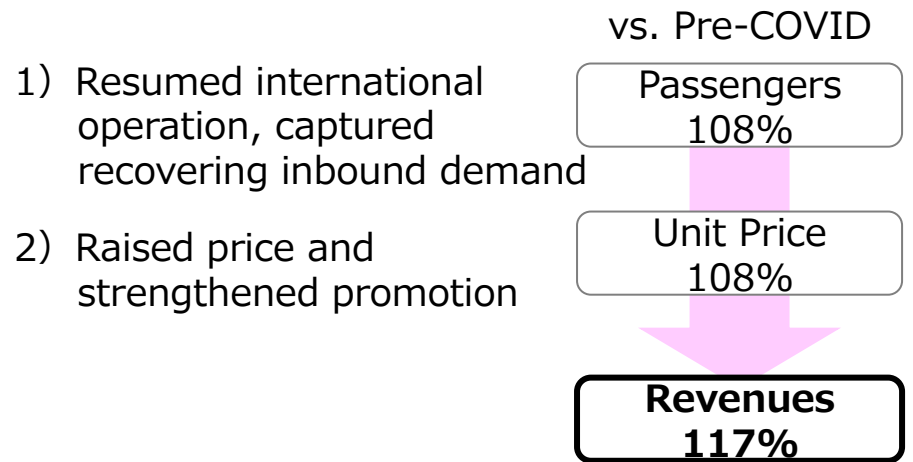 vs. Pre-COVID
1）Resumed international
operation, captured
recovering inbound demand
Passengers
108%
2）Raised price and
strengthened promotion
Unit Price
108%
Revenues
117%